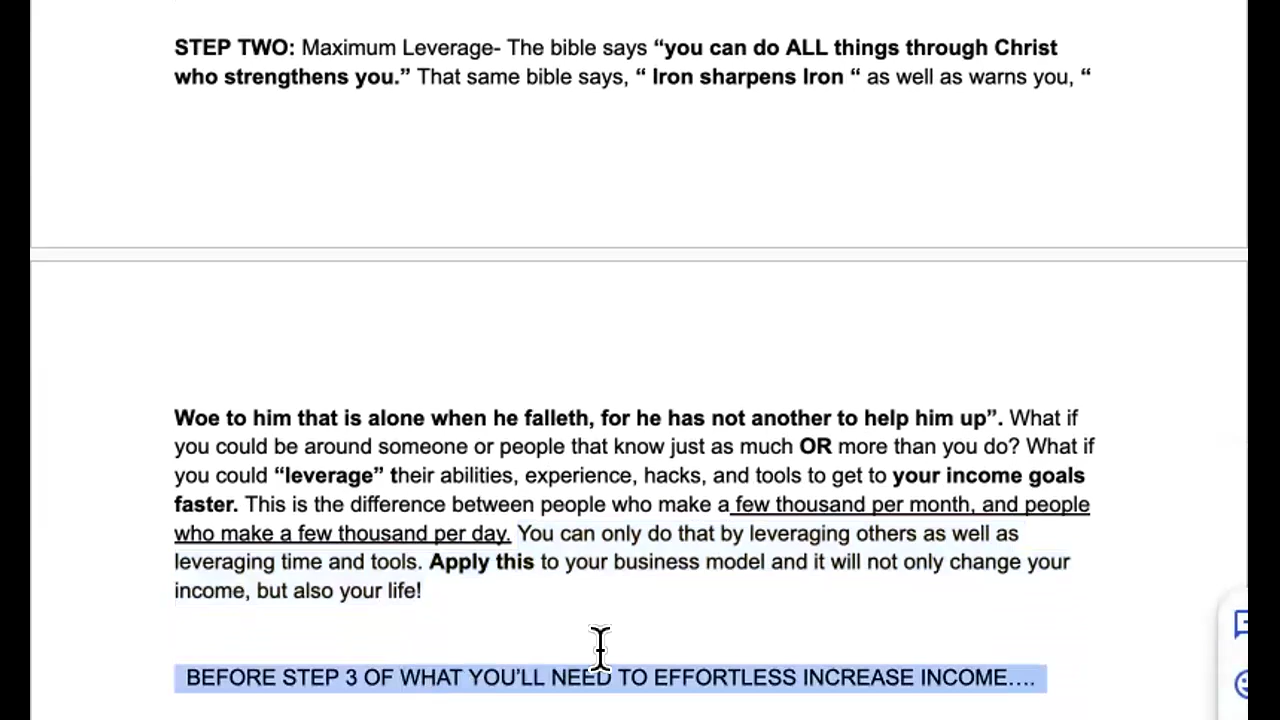 STEP TWO: Maximum Leverage- The bible says “you can do ALL things through Christ
who strengthens you.” That same bible says, “ Iron sharpens Iron “ as well as warns you, “
Woe to him that is alone when he falleth, for he has not another to help him up”. What if
you could be around someone or people that know just as much OR more than you do? What if
you could “leverage” their abilities, experience, hacks, and tools to get to your income goals
faster. This is the difference between people who make a few thousand per month, and people
who make a few thousand per day. You can only do that by leveraging others as well as
leveraging time and tools. Apply this to your business model and it will not only change your
income, but also your life!
BEFORE STEP 3 OF WHAT YOU’LL NEED TO EFFORTLESS INCREASE INCOME….